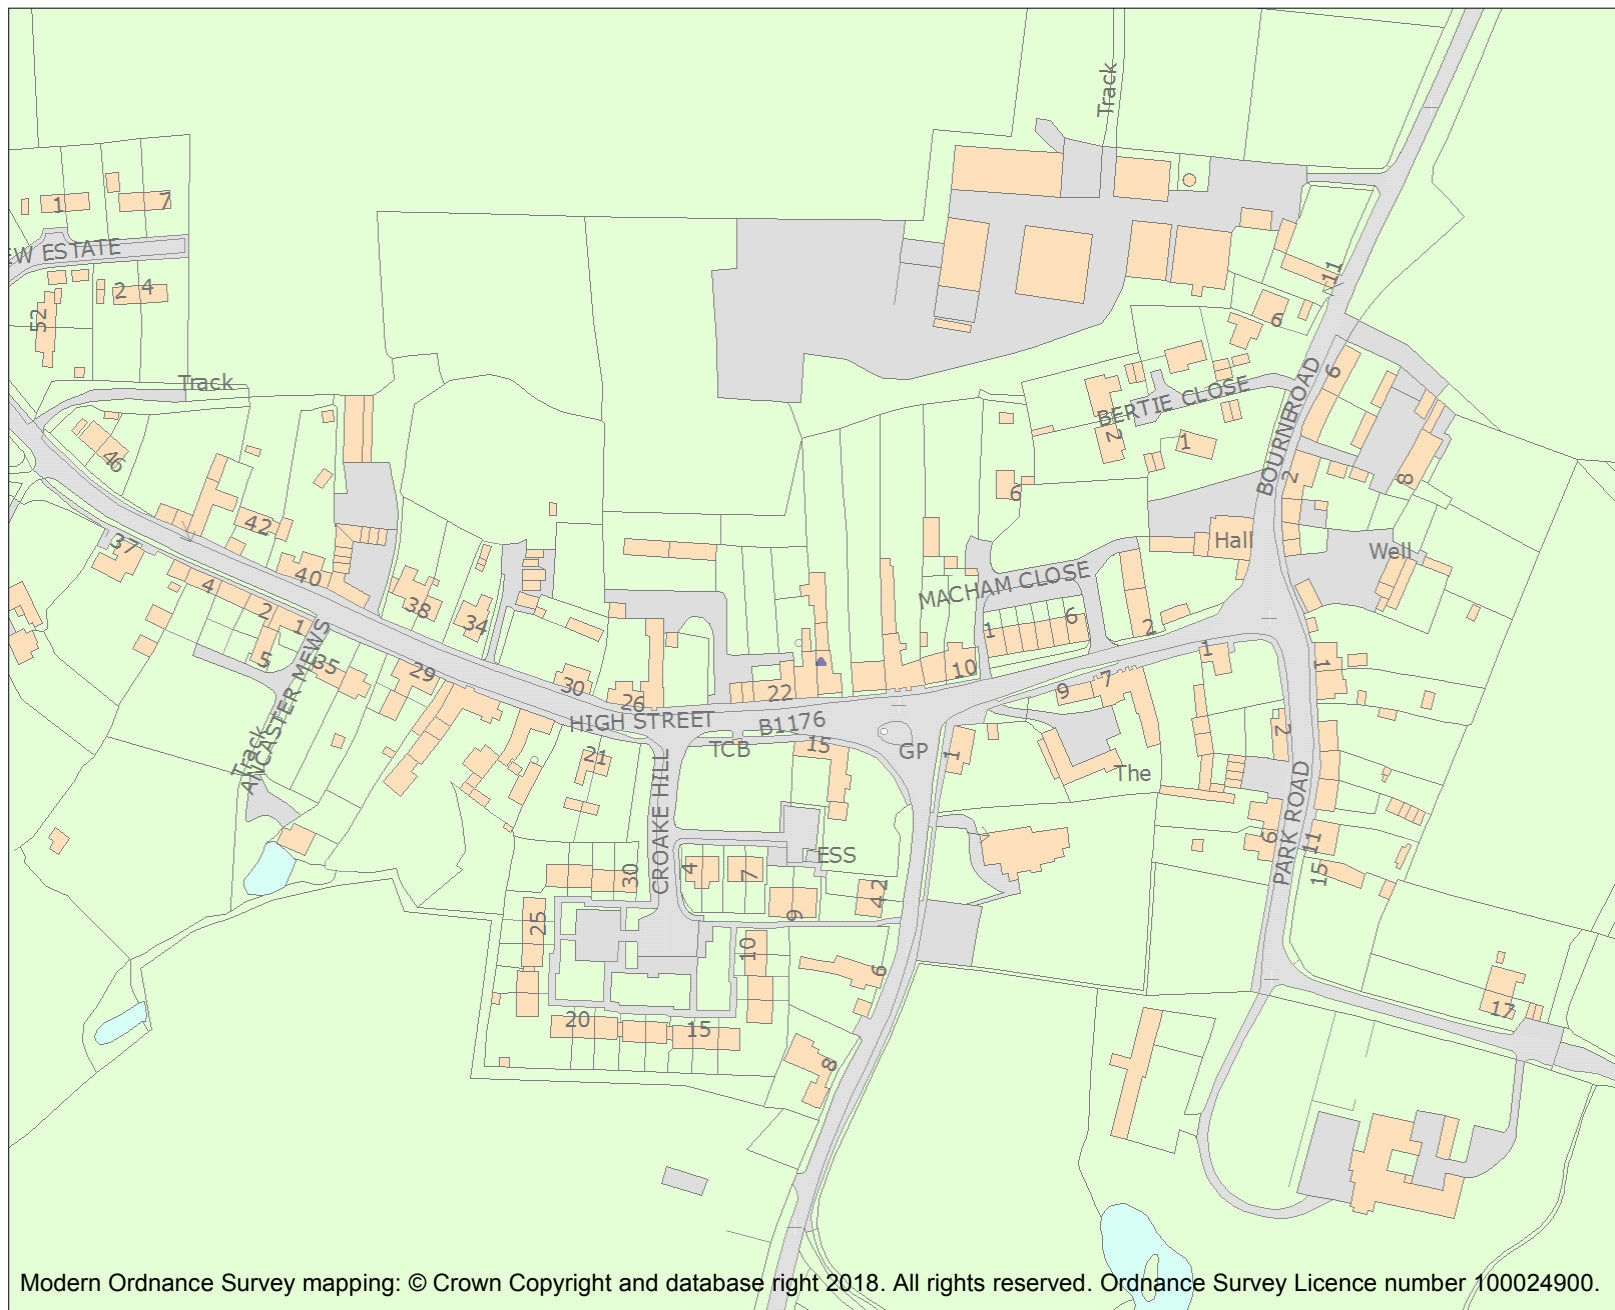 Track
1
7
EW ESTATE
2 4
52
11
6
Track
BERTIE CLOSE
BOURNE ROAD
6
2
1
46
2
8
6
42
37
Hall
Well
40
4
38
MACHAM CLOSE
2
1
34
6
1
2
5
35
29
10
1
1
ANCASTER MEWS
Track
30
26
22
9
7
HIGH STREET
B1176
TCB
15
GP
1
2
21
The
CROAKE HILL
PARK ROAD
6
11
15
ESS
30
4
7
42
9
25
10
6
17
20
15
8
Modern Ordnance Survey mapping: © Crown Copyright and database right 2018. All rights reserved. Ordnance Survey Licence number 100024900.